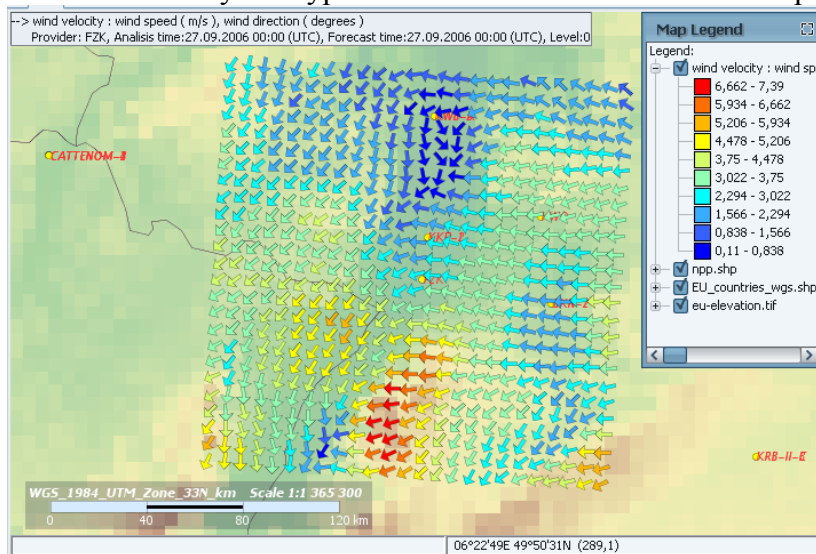 --> wind velocity : wind speed ( m/s ), wind direction ( degrees )
Provider: FZK, Analisis time:27.09.2006 00:00 (UTC), Forecast time:27.09.2006 00:00 (UTC), Level:0
Map Legend
Legend:
wind velocity : wind sp
6,662 - 7,39
5,934 - 6,662
5,206 - 5,934
4,478 - 5,206
3,75 - 4,478
3,022 - 3,75
2,294 - 3,022
1,566 - 2,294
0,838 - 1,566
0,11 - 0,838
npp.shp
EU_countries_wgs.shp
eu-elevation.tif
KRB-II-
WGS_1984_UTM_Zone_33N_km Scale 1:1 365 300
0 40 80 120 km
06°22'49E 49°50'31N (289,1)